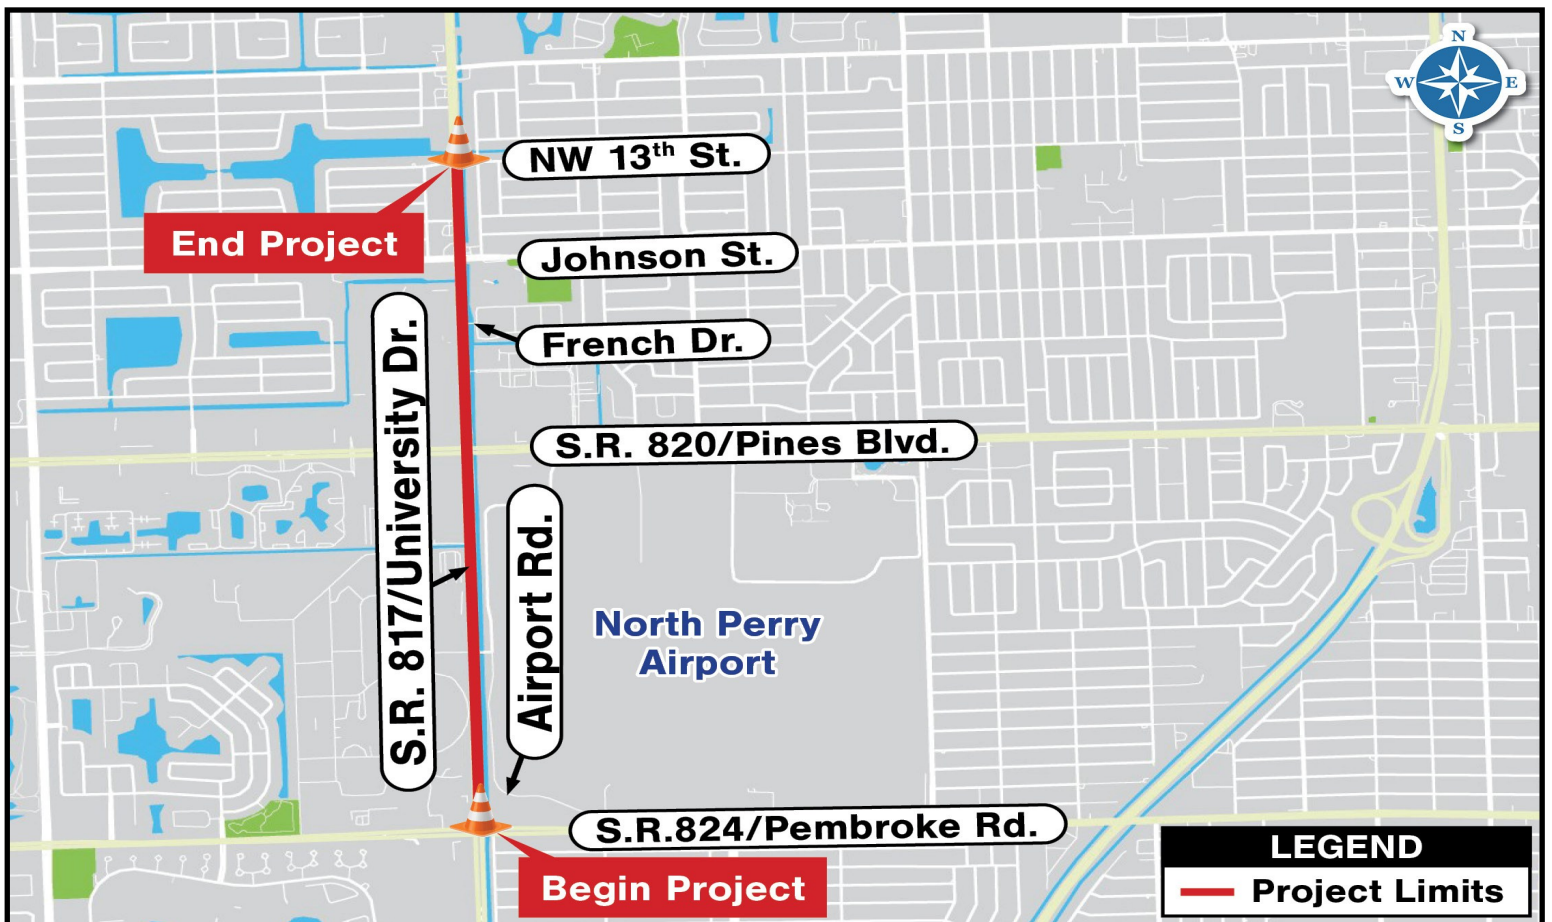 N
W
E
S
NW 13th St.
End Project
Johnson St.
French Dr.
S.R. 817/University Dr.
S.R. 820/Pines Blvd.
Airport Rd.
North Perry
Airport
S.R.824/Pembroke Rd.
Begin Project
LEGEND
Project Limits